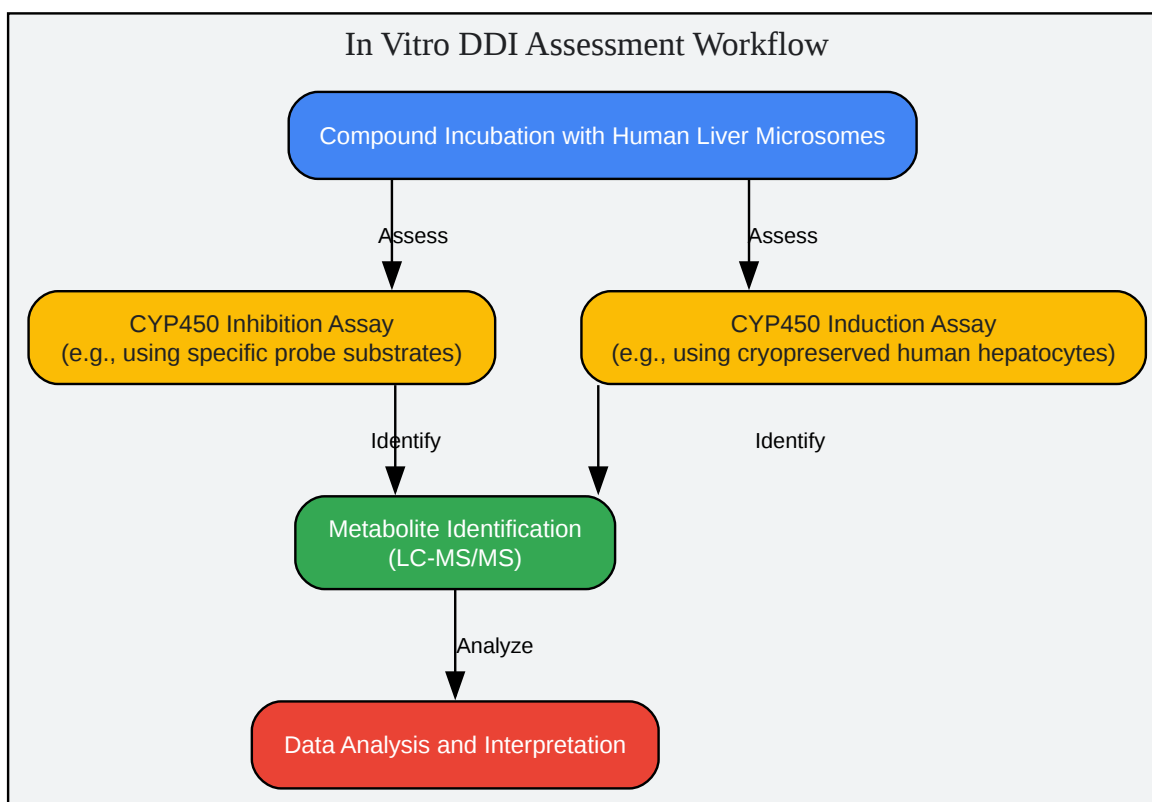 In Vitro DDI Assessment Workflow
Compound Incubation with Human Liver Microsomes
Assess
Assess
CYP450 Inhibition Assay
(e.g., using specific probe substrates)
CYP450 Induction Assay
(e.g., using cryopreserved human hepatocytes)
Identify
Identify
Metabolite Identification
(LC-MS/MS)
Analyze
Data Analysis and Interpretation